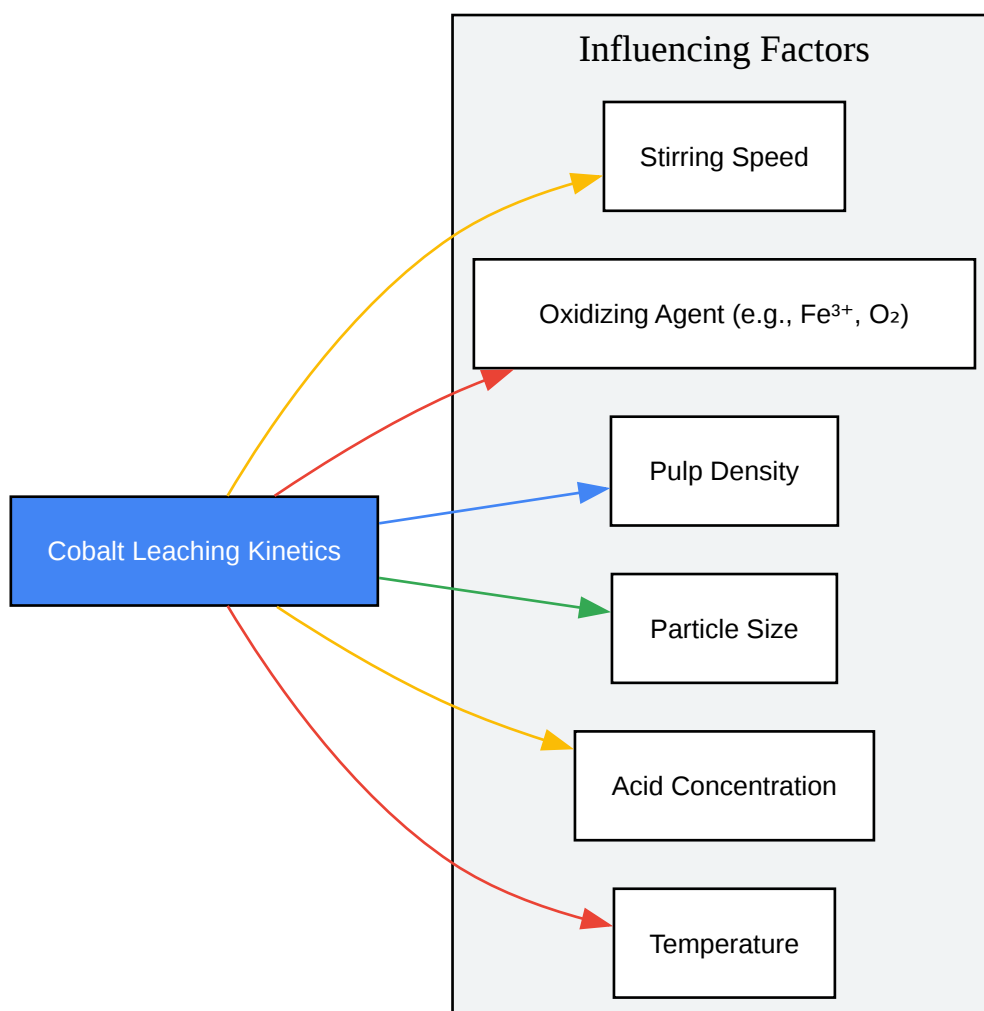 Influencing Factors
Stirring Speed
Oxidizing Agent (e.g., Fe³⁺, O₂)
Pulp Density
Cobalt Leaching Kinetics
Particle Size
Acid Concentration
Temperature